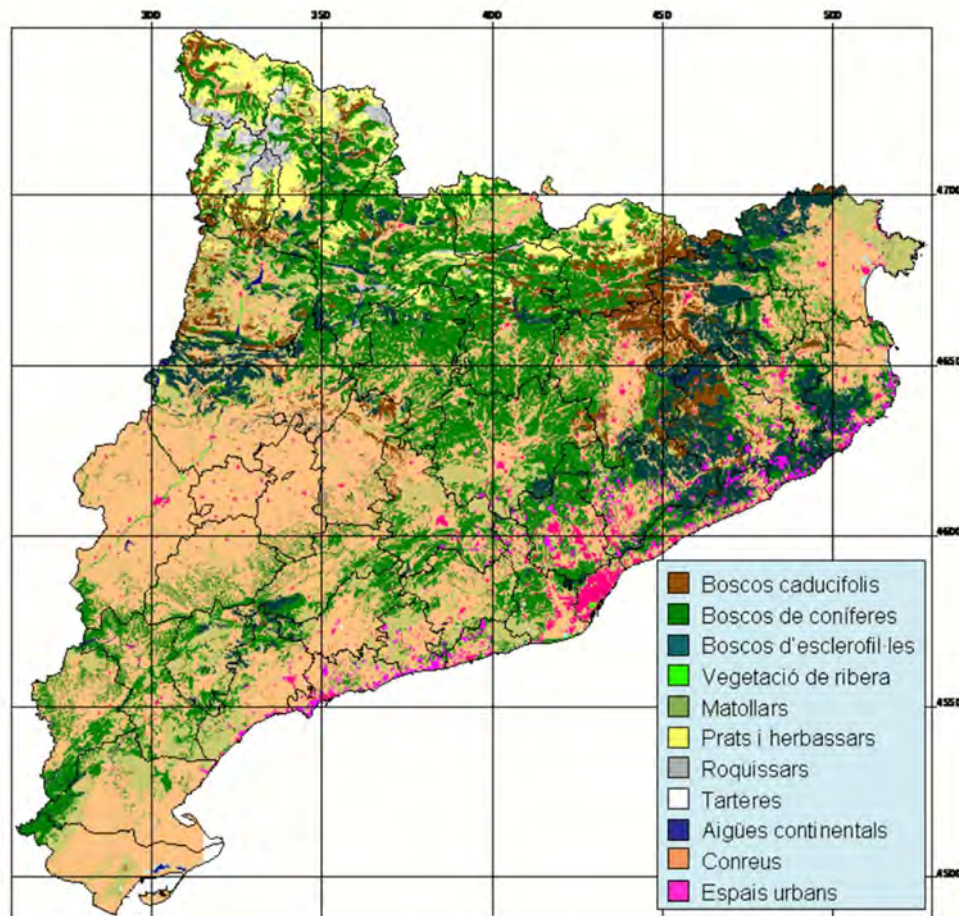 300 350 400 450 500
4700
4650
4600
4550
4500
Boscos caducifolis
Boscos de coníferes
Boscos d'esclerofil·les
Vegetació de ribera
Matollars
Prats i herbassars
Roquissars
Tarteres
Aigües continentals
Conreus
Espais urbans